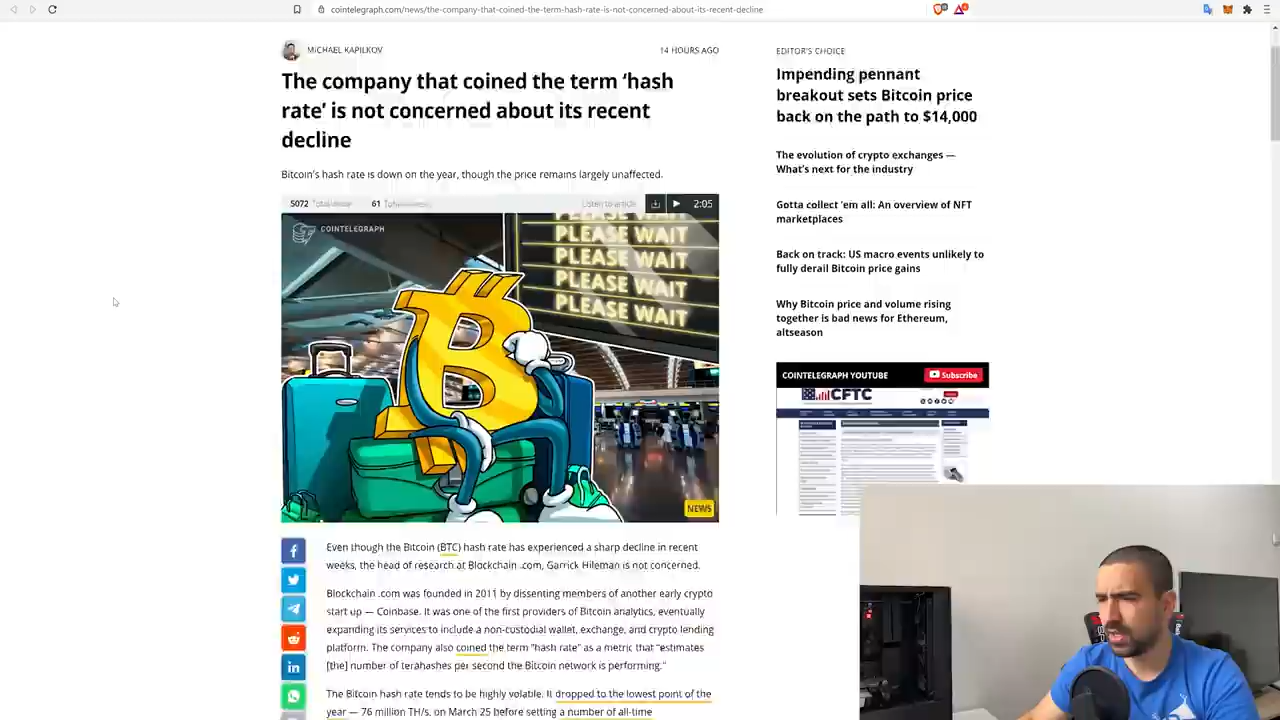 cointelegraph.com/news/the-company-that-coined-the-term-hash-rate-is-not-concerned-about-its-recent-decline
MICHAEL KAPILKOV
14 HOURS AGO
The company that coined the term ‘hash
rate’ is not concerned about its recent
decline
Bitcoin’s hash rate is down on the year, though the price remains largely unaffected.
5072 Total views
61 Total shares
Listen to article
2:05
COINTELEGRAPH
PLEASE WAIT
PLEASE WAIT
PLEASE WAIT
PLEASE WAIT
PLEASE WAIT
NEWS
Even though the Bitcoin (BTC) hash rate has experienced a sharp decline in recent
weeks, the head of research at Blockchain .com, Garrick Hileman is not concerned.
Blockchain .com was founded in 2011 by dissenting members of another early crypto
start up — Coinbase. It was one of the first providers of Bitcoin analytics, eventually
expanding its services to include a non-custodial wallet, exchange, and crypto lending
platform. The company also coined the term “hash rate” as a metric that “estimates
[the] number of terahashes per second the Bitcoin network is performing.”
The Bitcoin hash rate tends to be highly volatile. It dropped to the lowest point of the
year — 76 million TH/s, on March 25 before setting a number of all-time
EDITOR’S CHOICE
Impending pennant
breakout sets Bitcoin price
back on the path to $14,000
The evolution of crypto exchanges —
What’s next for the industry
Gotta collect ’em all: An overview of NFT
marketplaces
Back on track: US macro events unlikely to
fully derail Bitcoin price gains
Why Bitcoin price and volume rising
together is bad news for Ethereum,
altseason
COINTELEGRAPH YOUTUBE
Subscribe
CFTC